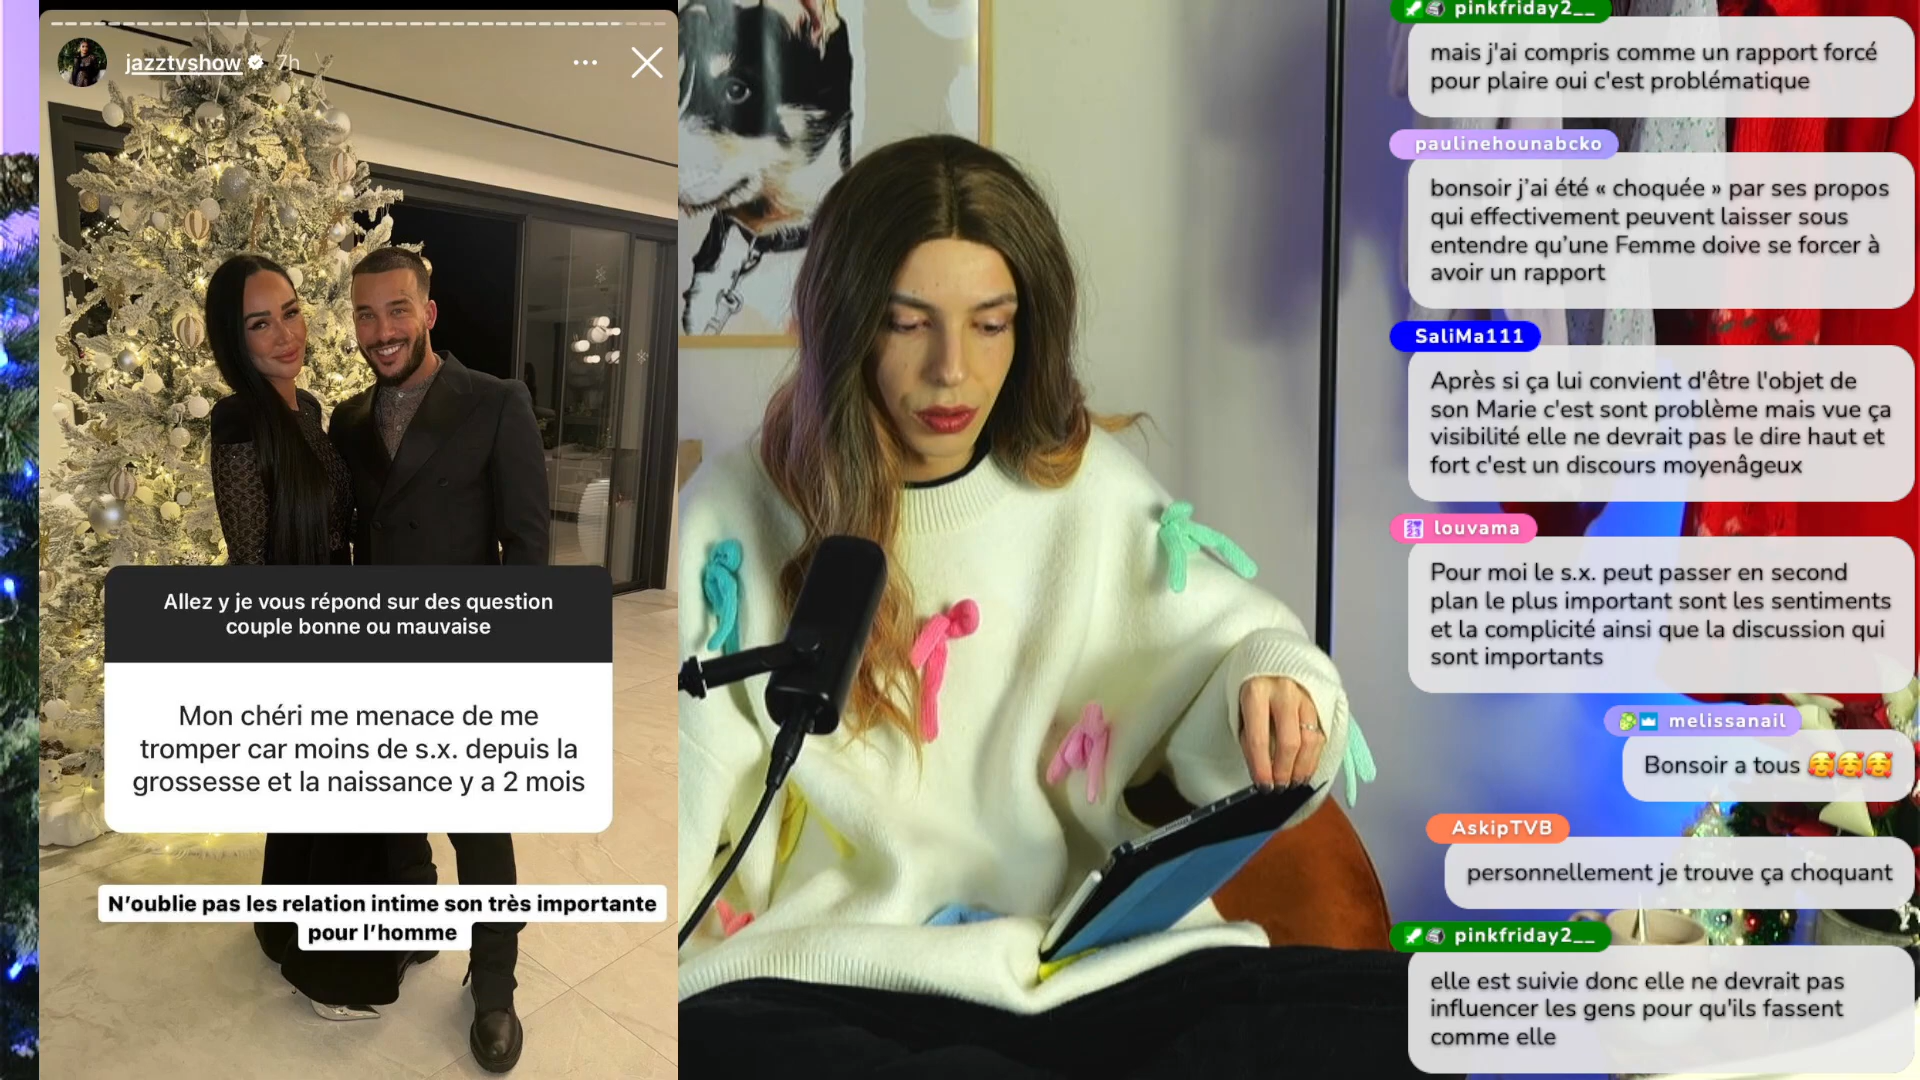 jazztvshow 7h
Allez y je vous répond sur des question
couple bonne ou mauvaise
Mon chéri me menace de me
tromper car moins de s.x. depuis la
grossesse et la naissance y a 2 mois
N’oublie pas les relation intime son très importante
pour l’homme
pinkfriday2__
mais j'ai compris comme un rapport forcé
pour plaire oui c'est problématique
paulinehounabcko
bonsoir j’ai été « choquée » par ses propos
qui effectivement peuvent laisser sous
entendre qu’une Femme doive se forcer à
avoir un rapport
SaliMa111
Après si ça lui convient d'être l'objet de
son Marie c'est sont problème mais vue ça
visibilité elle ne devrait pas le dire haut et
fort c'est un discours moyenâgeux
louvama
Pour moi le s.x. peut passer en second
plan le plus important sont les sentiments
et la complicité ainsi que la discussion qui
sont importants
melissanail
Bonsoir a tous 🥰🥰🥰
AskipTVB
personnellement je trouve ça choquant
pinkfriday2__
elle est suivie donc elle ne devrait pas
influencer les gens pour qu'ils fassent
comme elle